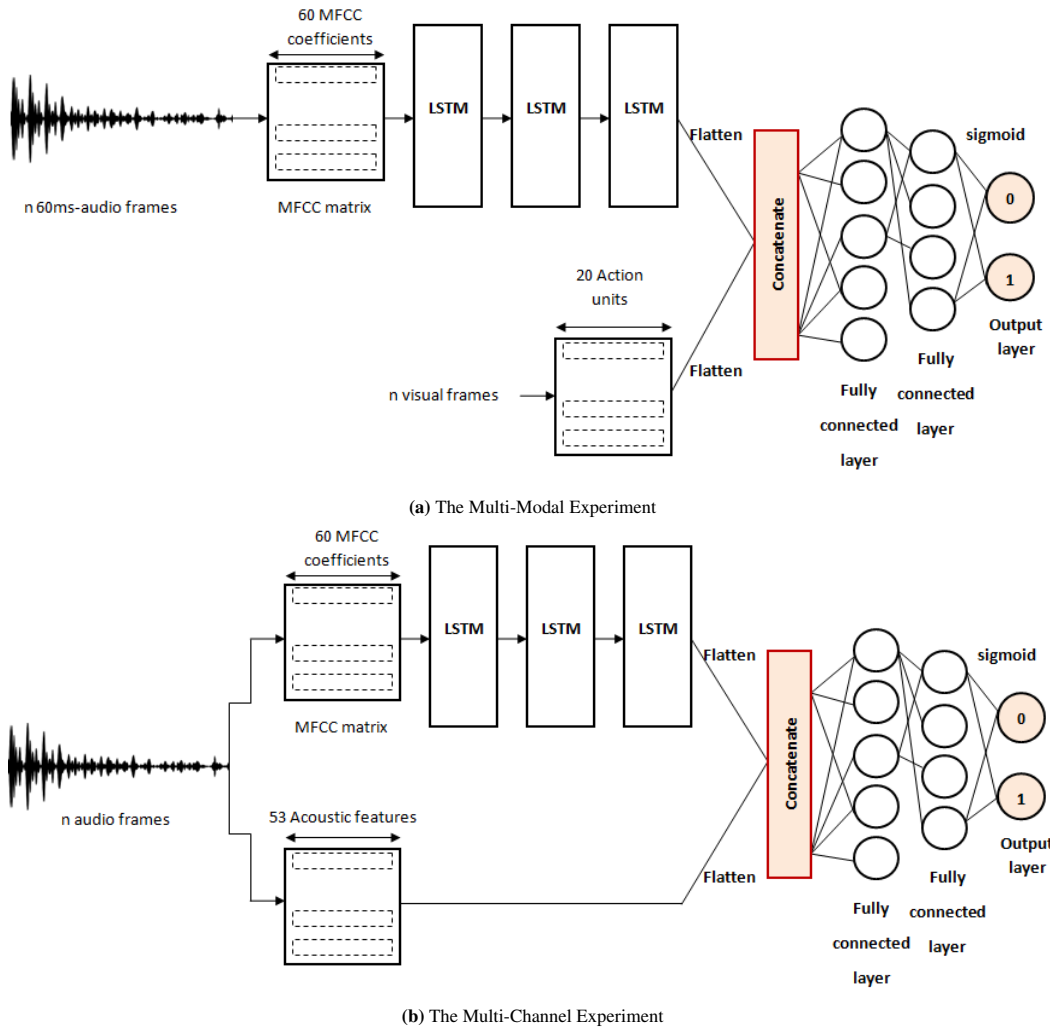 60 MFCC
coefficients
LSTM
LSTM
LSTM
n 60ms-audio frames
MFCC matrix
Flatten
sigmoid
0
1
Concatenate
20 Action
units
n visual frames
Flatten
Output
layer
Fully
connected
layer
Fully
connected
layer
(a) The Multi-Modal Experiment
60 MFCC
coefficients
LSTM
LSTM
LSTM
MFCC matrix
Flatten
sigmoid
0
1
Concatenate
n audio frames
53 Acoustic features
Flatten
Output
layer
Fully
connected
layer
Fully
connected
layer
(b) The Multi-Channel Experiment